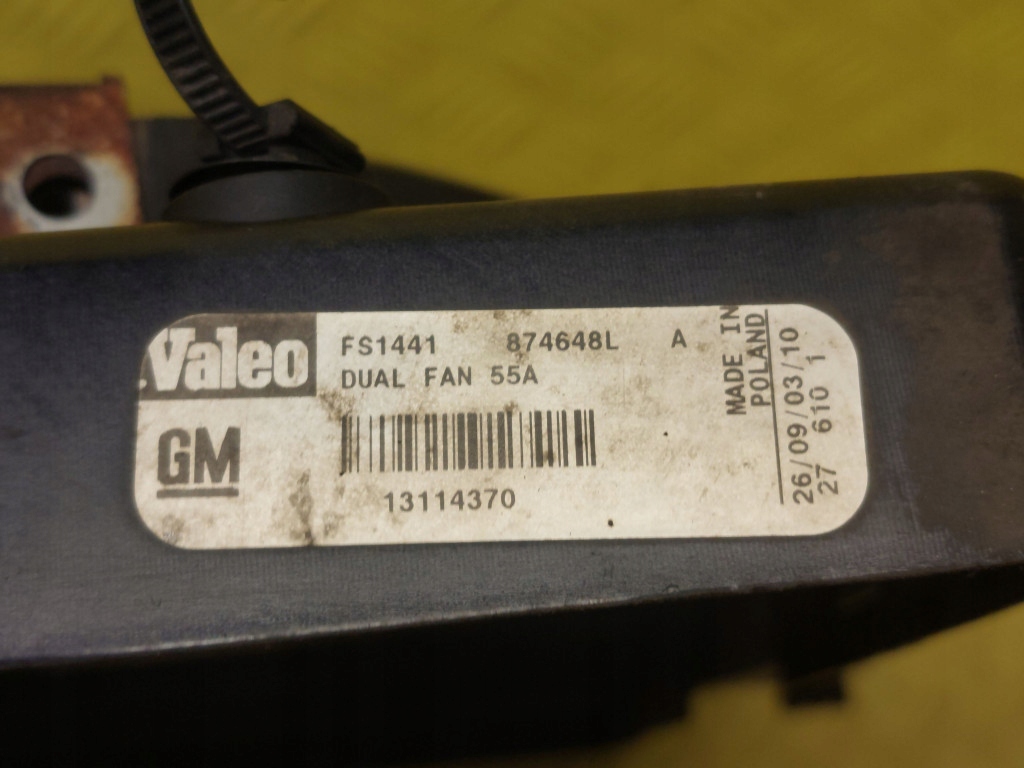 Valeo
FS1441 874648L A
DUAL FAN 55A
GM
13114370
MADE IN
POLAND
26/09/03/10
27 610 1